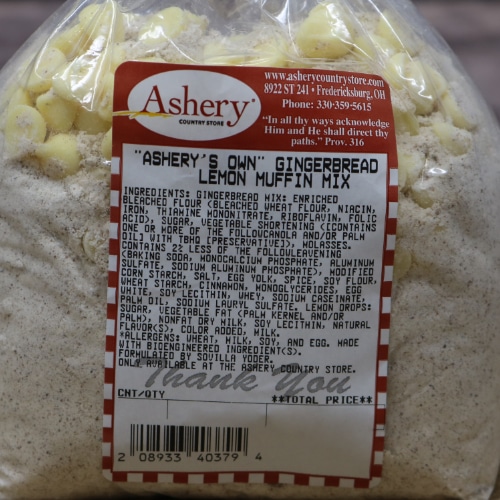 Ashery®
COUNTRY STORE
www.asherycountrystore.com
8922 ST 241 • Fredericksburg, OH
Phone: 330-359-5615
"In all thy ways acknowledge
Him and He shall direct thy
paths." Prov. 316
"ASHERY'S OWN" GINGERBREAD
LEMON MUFFIN MIX
INGREDIENTS: GINGERBREAD MIX: ENRICHED
BLEACHED FLOUR (BLEACHED WHEAT FLOUR, NIACIN,
IRON, THIAMINE MONONITRATE, RIBOFLAVIN, FOLIC
ACID), SUGAR, VEGETABLE SHORTENING ([CONTAINS
ONE OR MORE OF THE FOLLOWCANOLA AND/OR PALM
OIL] WITH TBHQ [PRESERVATIVE]), MOLASSES.
CONTAINS 2% LESS OF THE FOLLOWLEAVENING
(BAKING SODA, MONOCALCIUM PHOSPHATE, ALUMINUM
SULFATE, SODIUM ALUMINUM PHOSPHATE), MODIFIED
CORN STARCH, SALT, EGG YOLK, SPICE, SOY FLOUR,
WHEAT STARCH, CINNAMON, MONOGLYCERIDES, EGG
WHITE, SOY LECITHIN, WHEY, SODIUM CASEINATE,
PALM OIL, SODIUM LAURYL SULFATE. LEMON DROPS:
SUGAR, VEGETABLE FAT (PALM KERNEL AND/OR
PALM), NONFAT DRY MILK, SOY LECITHIN, NATURAL
FLAVOR(S), COLOR ADDED, MILK.
*ALLERGENS: WHEAT, MILK, SOY, AND EGG. MADE
WITH BIOENGINEERED INGREDIENT(S).
FORMULATED BY SOVILLA YODER.
ONLY AVAILABLE AT THE ASHERY COUNTRY STORE.
Thank You
CNT/QTY **TOTAL PRICE**
2 08933 40379 4